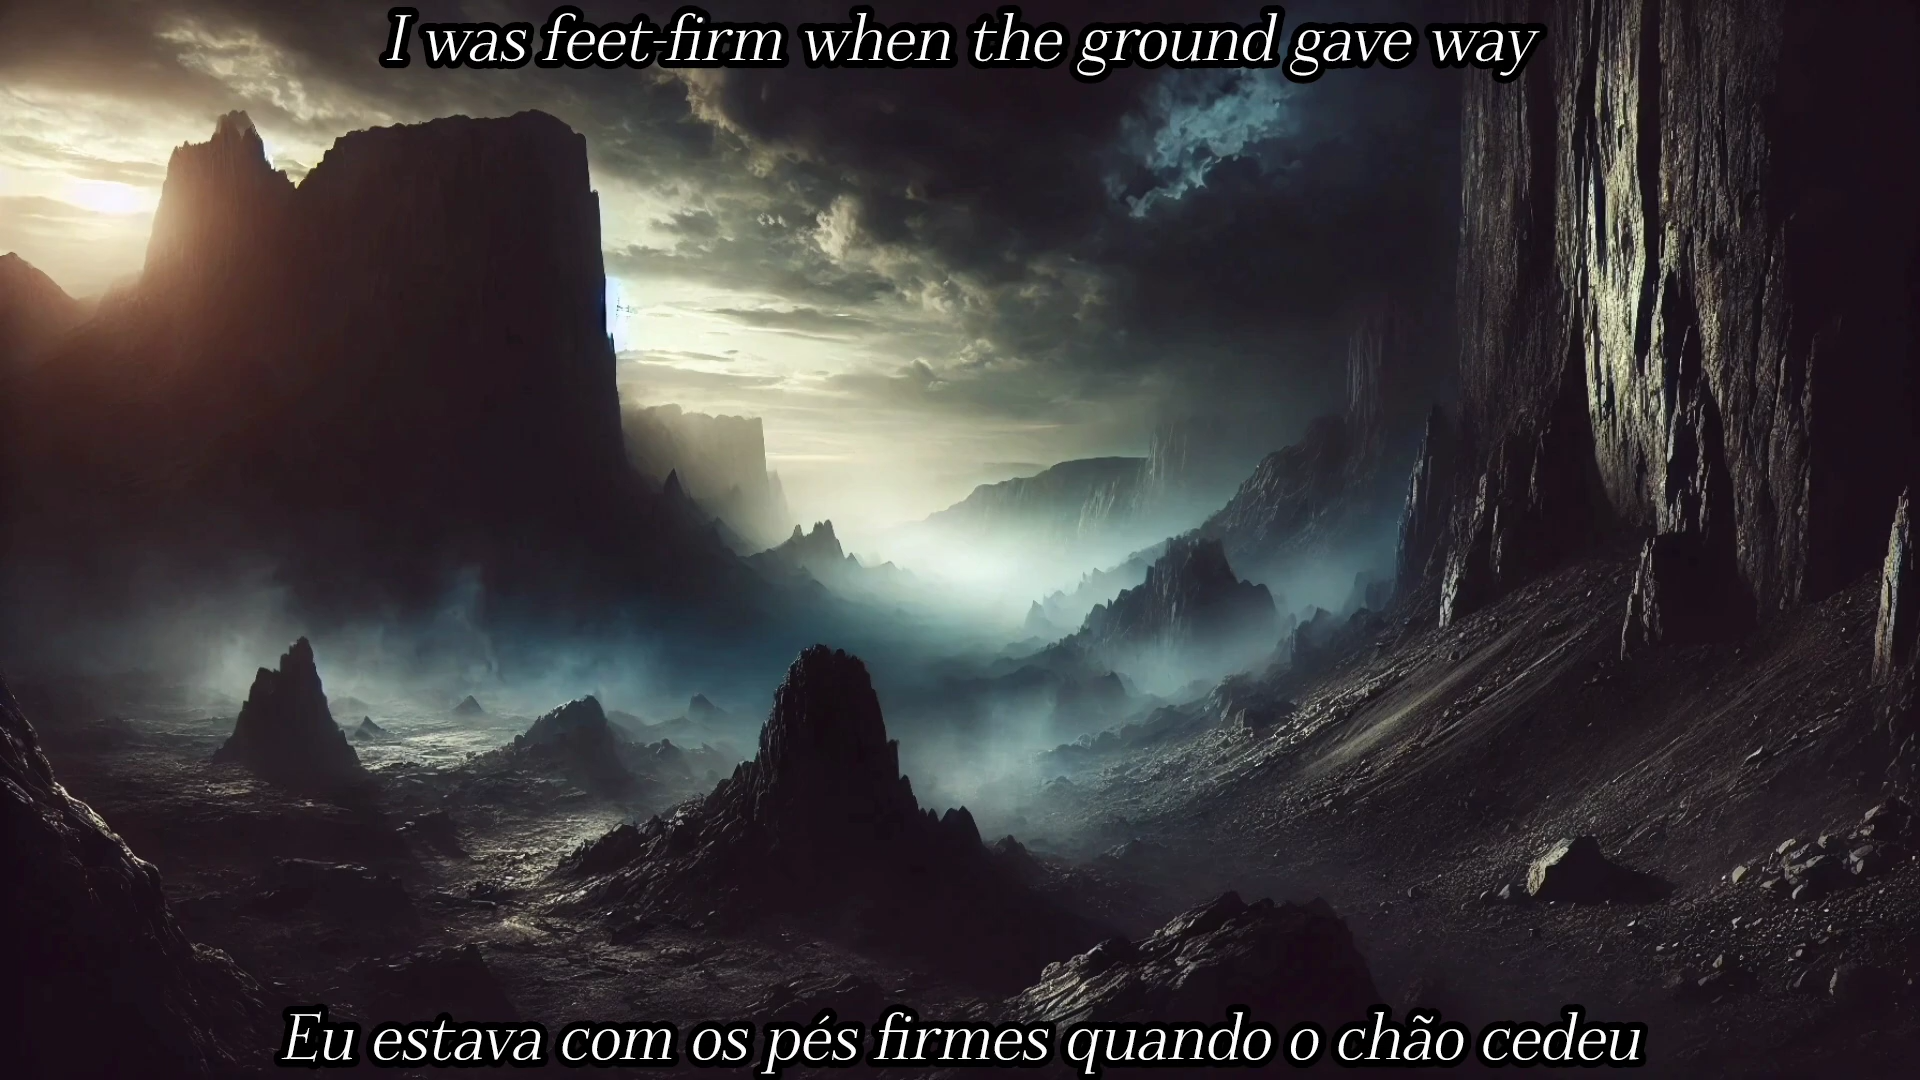 I was feet-firm when the ground gave way
Eu estava com os pés firmes quando o chão cedeu